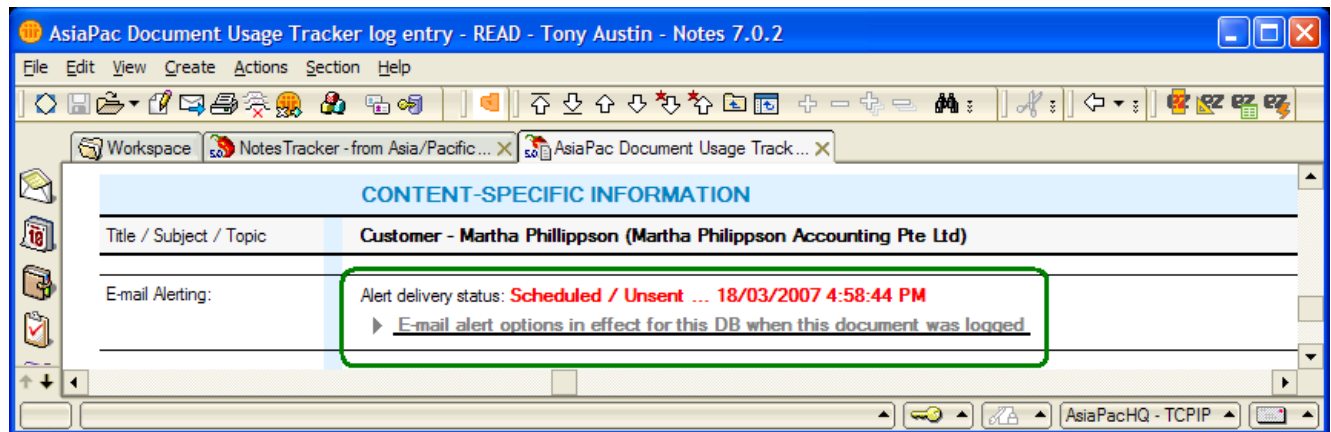 AsiaPac Document Usage Tracker log entry - READ - Tony Austin - Notes 7.0.2
File Edit View Create Actions Section Help
Workspace NotesTracker - from Asia/Pacific ... AsiaPac Document Usage Track ...
CONTENT-SPECIFIC INFORMATION
Title / Subject / Topic Customer - Martha Phillippson (Martha Philippson Accounting Pte Ltd)
E-mail Alerting: Alert delivery status: Scheduled / Unsent ... 18/03/2007 4:58:44 PM
E-mail alert options in effect for this DB when this document was logged
AsiaPacHQ - TCPIP